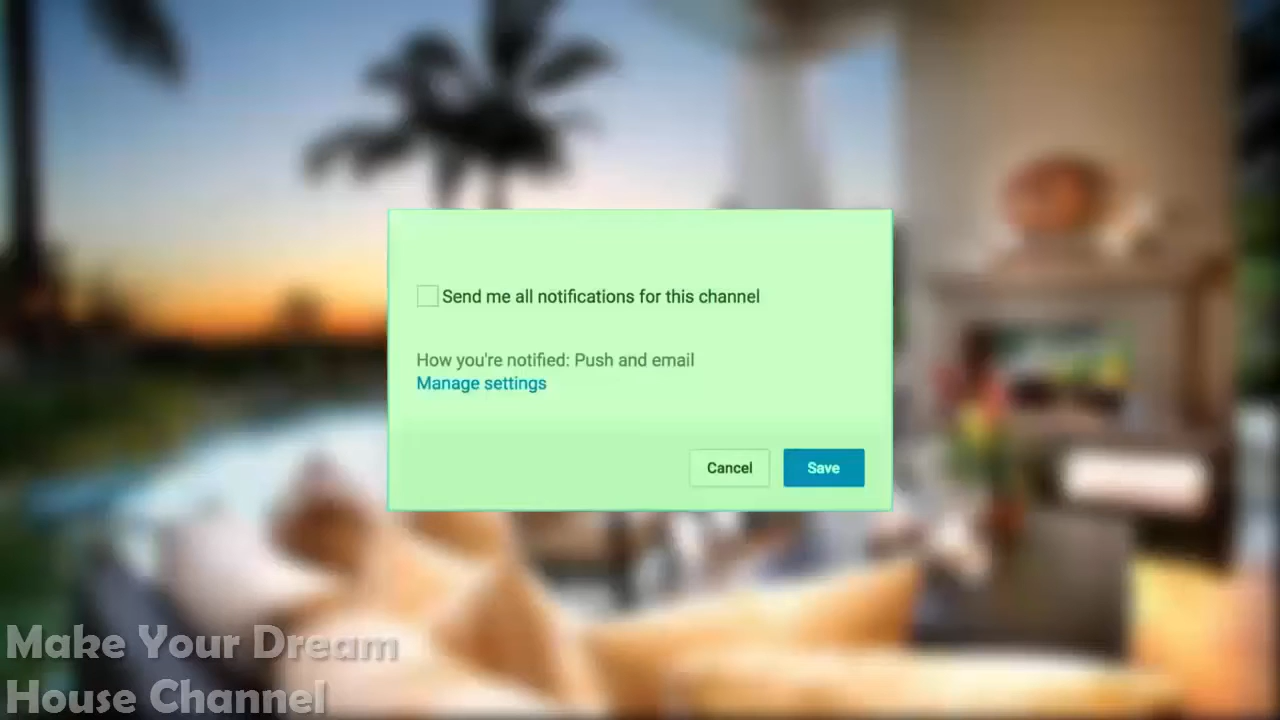 Send me all notifications for this channel
How you're notified: Push and email
Manage settings
Cancel
Save
Make Your Dream
House Channel